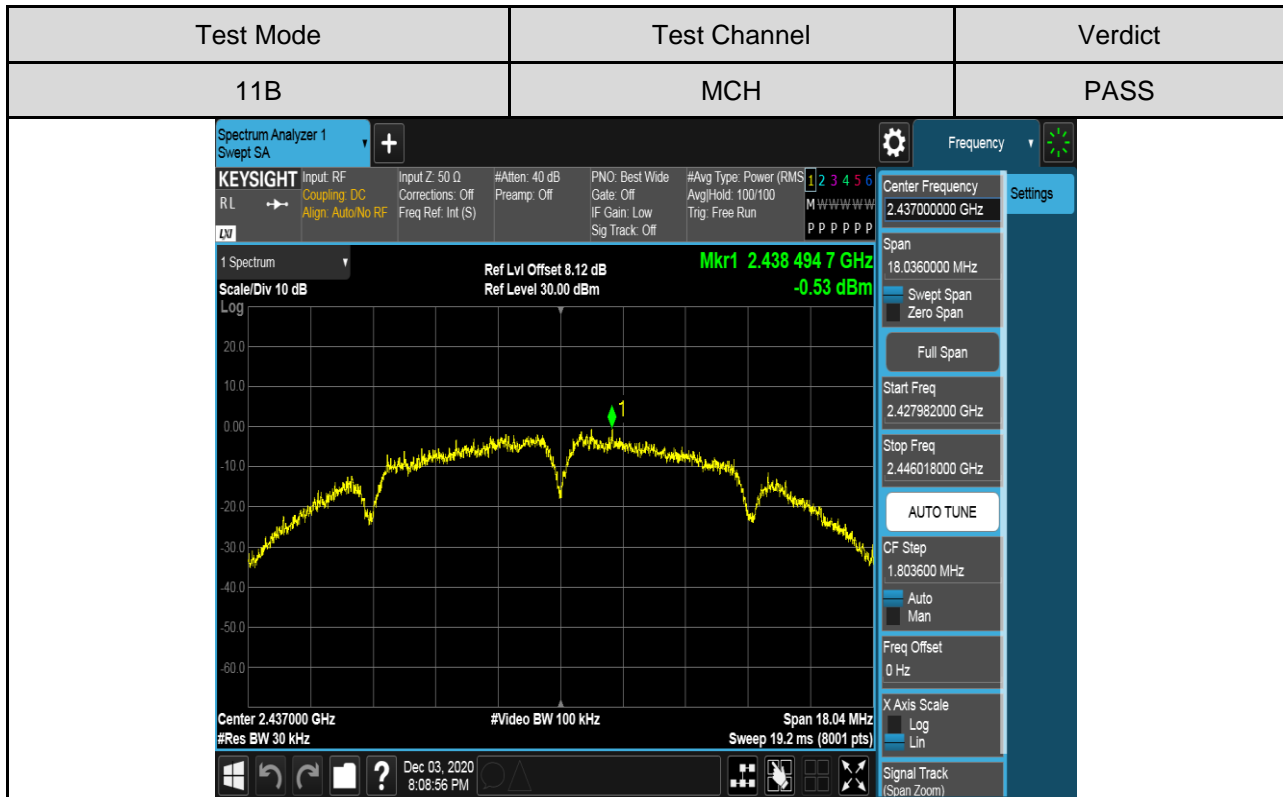 Test Mode Test Channel Verdict
11B MCH PASS
Spectrum Analyzer 1
Swept SA
+
Frequency
KEYSIGHT Input: RF Input Z: 50 Ω #Atten: 40 dB PNO: Best Wide #Avg Type: Power (RMS 1 2 3 4 5 6
RL Coupling: DC Corrections: Off Preamp: Off Gate: Off Avg|Hold: 100/100 M W W W W W
Align: Auto/No RF Freq Ref: Int (S) IF Gain: Low Trig: Free Run
LXI Sig Track: Off P P P P P P
1 Spectrum
Scale/Div 10 dB
Log
Ref Lvl Offset 8.12 dB
Ref Level 30.00 dBm
Mkr1 2.438 494 7 GHz
-0.53 dBm
20.0
10.0
0.00
-10.0
-20.0
-30.0
-40.0
-50.0
-60.0
1
Center 2.437000 GHz #Video BW 100 kHz Span 18.04 MHz
#Res BW 30 kHz Sweep 19.2 ms (8001 pts)
Center Frequency
2.437000000 GHz
Settings
Span
18.0360000 MHz
Swept Span
Zero Span
Full Span
Start Freq
2.427982000 GHz
Stop Freq
2.446018000 GHz
AUTO TUNE
CF Step
1.803600 MHz
Auto
Man
Freq Offset
0 Hz
X Axis Scale
Log
Lin
Signal Track
(Span Zoom)
?
Dec 03, 2020
8:08:56 PM